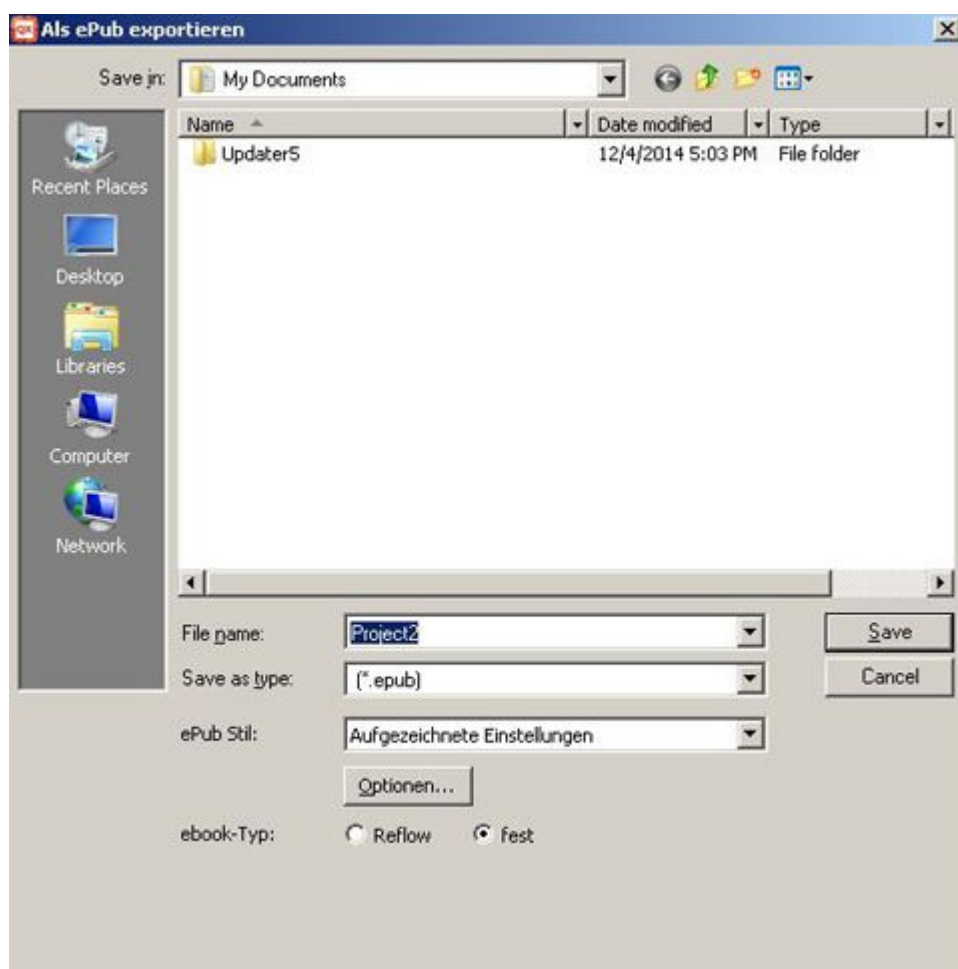 Als ePub exportieren
Save in: My Documents
Name Date modified Type
Updater5 12/4/2014 5:03 PM File folder
Recent Places
Desktop
Libraries
Computer
Network
File name: Project2 Save
Save as type: (*.epub) Cancel
ePub Stil: Aufgezeichnete Einstellungen
Optionen...
ebook-Typ: Reflow fest